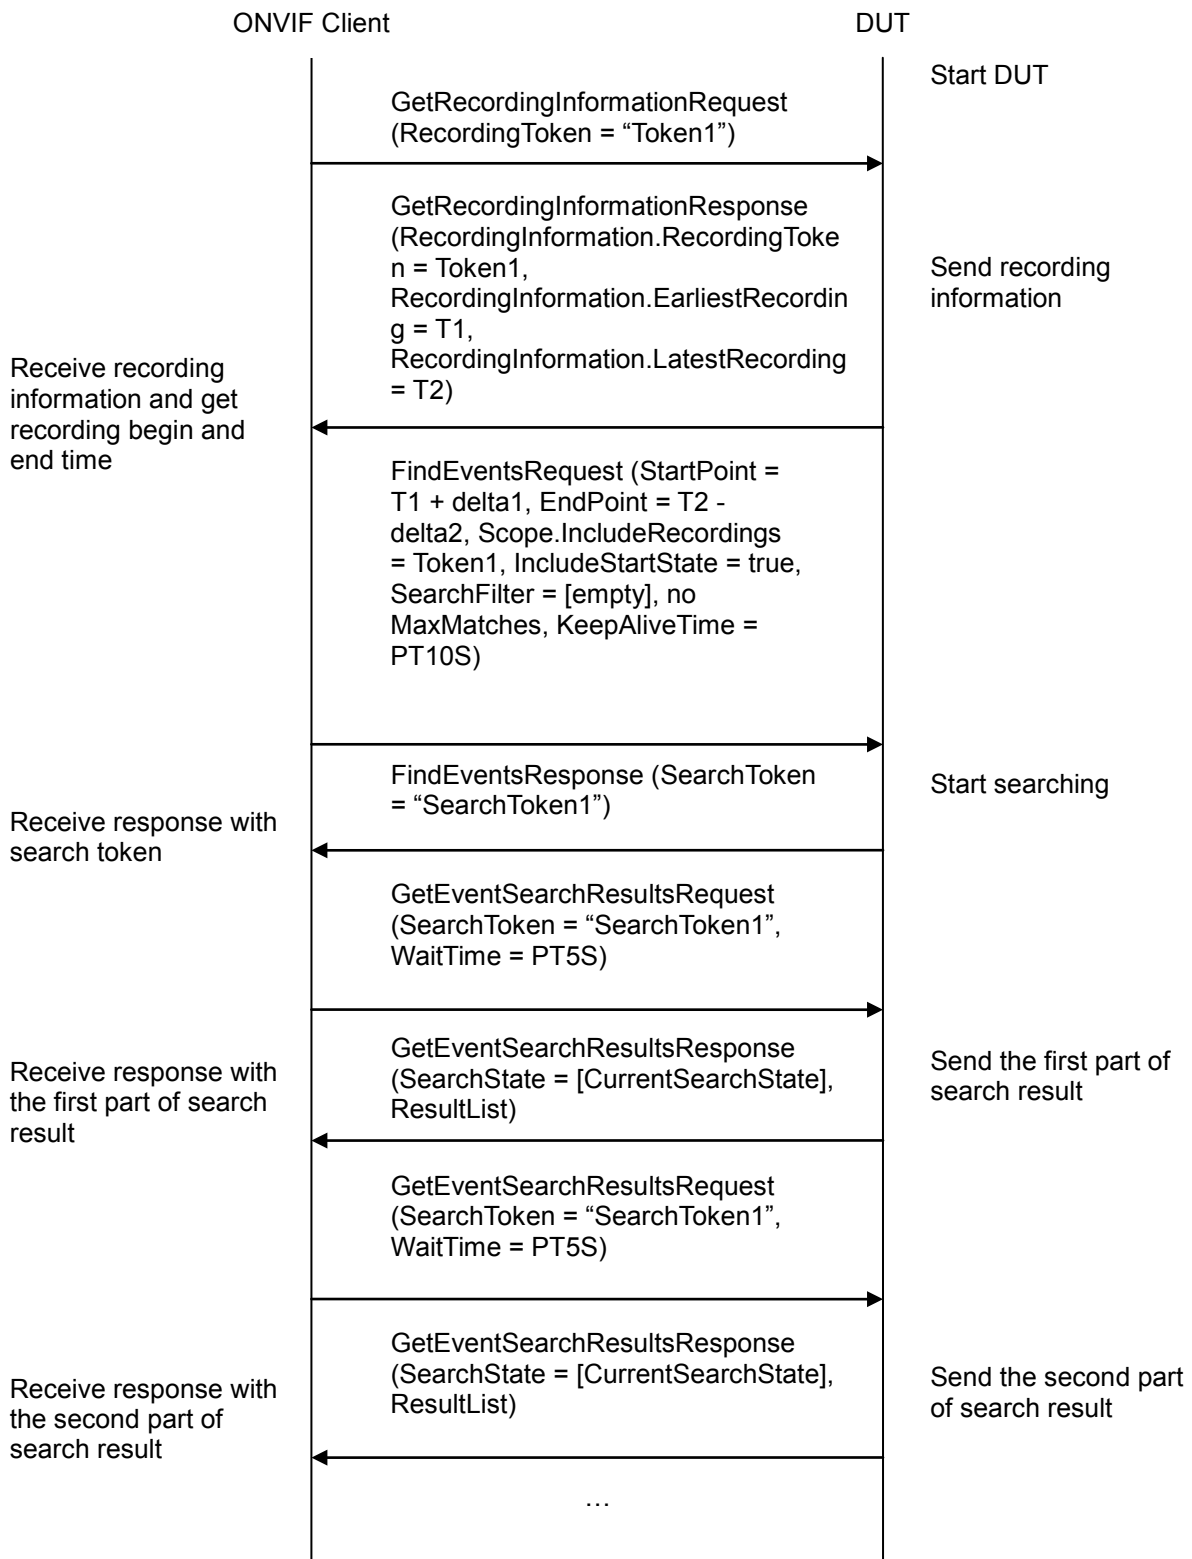 ONVIF Client
DUT
Start DUT
GetRecordingInformationRequest
(RecordingToken = “Token1”)
GetRecordingInformationResponse
(RecordingInformation.RecordingToke
n = Token1,
RecordingInformation.EarliestRecordin
g = T1,
RecordingInformation.LatestRecording
= T2)
Send recording
information
Receive recording
information and get
recording begin and
end time
FindEventsRequest (StartPoint =
T1 + delta1, EndPoint = T2 -
delta2, Scope.IncludeRecordings
= Token1, IncludeStartState = true,
SearchFilter = [empty], no
MaxMatches, KeepAliveTime =
PT10S)
FindEventsResponse (SearchToken
= “SearchToken1”)
Start searching
Receive response with
search token
GetEventSearchResultsRequest
(SearchToken = “SearchToken1”,
WaitTime = PT5S)
GetEventSearchResultsResponse
(SearchState = [CurrentSearchState],
ResultList)
Send the first part of
search result
Receive response with
the first part of search
result
GetEventSearchResultsRequest
(SearchToken = “SearchToken1”,
WaitTime = PT5S)
GetEventSearchResultsResponse
(SearchState = [CurrentSearchState],
ResultList)
Send the second part
of search result
Receive response with
the second part of
search result
…